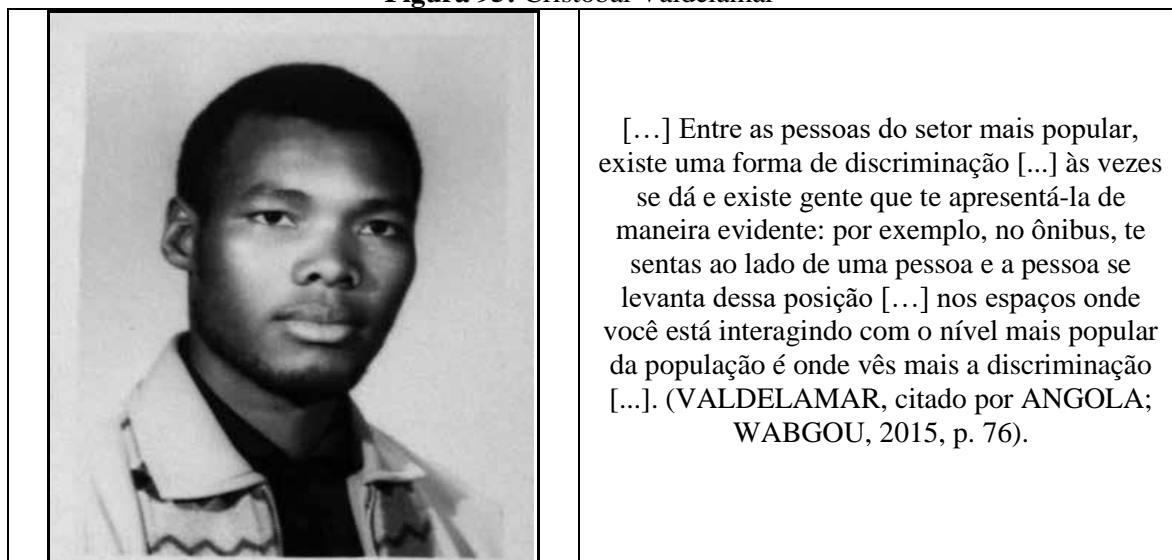 Figura Cristóbal Valdelamar
[…] Entre as pessoas do setor mais popular,
existe uma forma de discriminação [...] às vezes
se dá e existe gente que te apresentá-la de
maneira evidente: por exemplo, no ônibus, te
sentas ao lado de uma pessoa e a pessoa se
levanta dessa posição […] nos espaços onde
você está interagindo com o nível mais popular
da população é onde vês mais a discriminação
[...]. (VALDELAMAR, citado por ANGOLA;
WABGOU, 2015, p. 76).